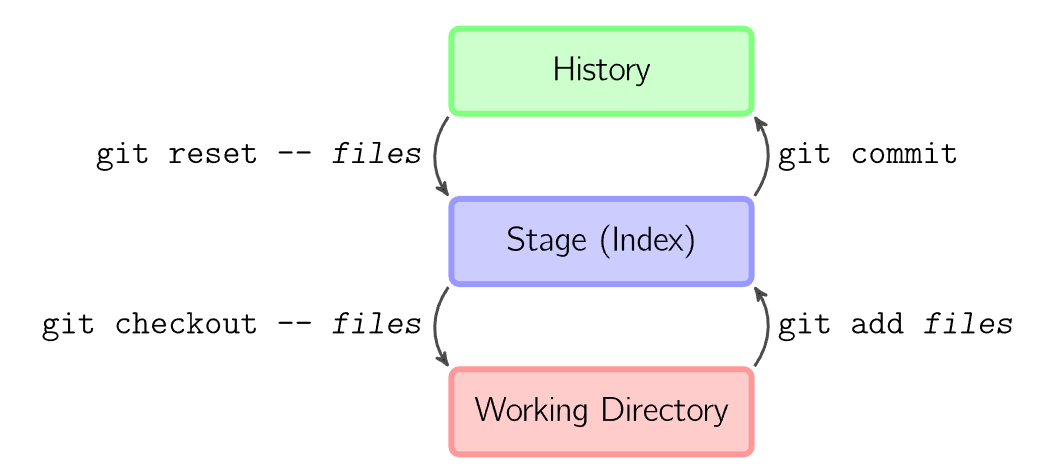 History
git reset -- files
git commit
Stage (Index)
git checkout -- files
git add files
Working Directory